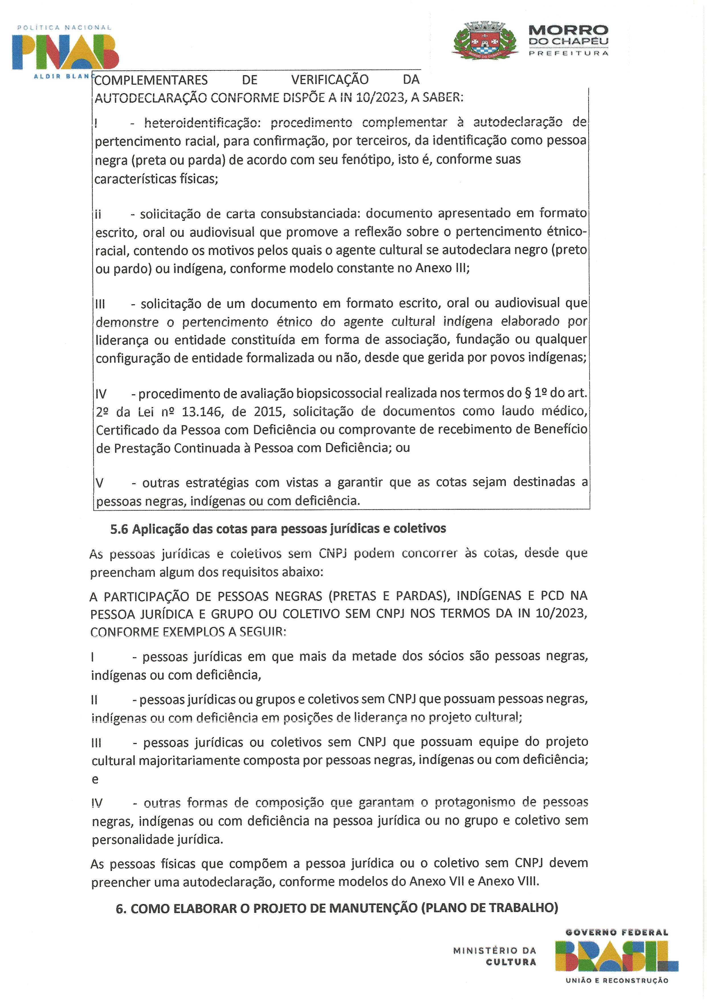 POLÍTICA NACIONAL
PNAB
ALDIR BLANC
MORRO DO CHAPÉU
MORRO
DO CHAPÉU
PREFEITURA
COMPLEMENTARES DE VERIFICAÇÃO DA
AUTODECLARAÇÃO CONFORME DISPÕE A IN 10/2023, A SABER:
I - heteroidentificação: procedimento complementar à autodeclaração de
pertencimento racial, para confirmação, por terceiros, da identificação como pessoa
negra (preta ou parda) de acordo com seu fenótipo, isto é, conforme suas
características físicas;
II - solicitação de carta consubstanciada: documento apresentado em formato
escrito, oral ou audiovisual que promove a reflexão sobre o pertencimento étnico-
racial, contendo os motivos pelos quais o agente cultural se autodeclara negro (preto
ou pardo) ou indígena, conforme modelo constante no Anexo III;
III - solicitação de um documento em formato escrito, oral ou audiovisual que
demonstre o pertencimento étnico do agente cultural indígena elaborado por
liderança ou entidade constituída em forma de associação, fundação ou qualquer
configuração de entidade formalizada ou não, desde que gerida por povos indígenas;
IV - procedimento de avaliação biopsicossocial realizada nos termos do § 1º do art.
2º da Lei nº 13.146, de 2015, solicitação de documentos como laudo médico,
Certificado da Pessoa com Deficiência ou comprovante de recebimento de Benefício
de Prestação Continuada à Pessoa com Deficiência; ou
V - outras estratégias com vistas a garantir que as cotas sejam destinadas a
pessoas negras, indígenas ou com deficiência.
5.6 Aplicação das cotas para pessoas jurídicas e coletivos
As pessoas jurídicas e coletivos sem CNPJ podem concorrer às cotas, desde que
preencham algum dos requisitos abaixo:
A PARTICIPAÇÃO DE PESSOAS NEGRAS (PRETAS E PARDAS), INDÍGENAS E PCD NA
PESSOA JURÍDICA E GRUPO OU COLETIVO SEM CNPJ NOS TERMOS DA IN 10/2023,
CONFORME EXEMPLOS A SEGUIR:
I - pessoas jurídicas em que mais da metade dos sócios são pessoas negras,
indígenas ou com deficiência,
II - pessoas jurídicas ou grupos e coletivos sem CNPJ que possuam pessoas negras,
indígenas ou com deficiência em posições de liderança no projeto cultural;
III - pessoas jurídicas ou coletivos sem CNPJ que possuam equipe do projeto
cultural majoritariamente composta por pessoas negras, indígenas ou com deficiência;
e
IV - outras formas de composição que garantam o protagonismo de pessoas
negras, indígenas ou com deficiência na pessoa jurídica ou no grupo e coletivo sem
personalidade jurídica.
As pessoas físicas que compõem a pessoa jurídica ou o coletivo sem CNPJ devem
preencher uma autodeclaração, conforme modelos do Anexo VII e Anexo VIII.
6. COMO ELABORAR O PROJETO DE MANUTENÇÃO (PLANO DE TRABALHO)
MINISTÉRIO DA
CULTURA
GOVERNO FEDERAL
BRASIL
UNIÃO E RECONSTRUÇÃO